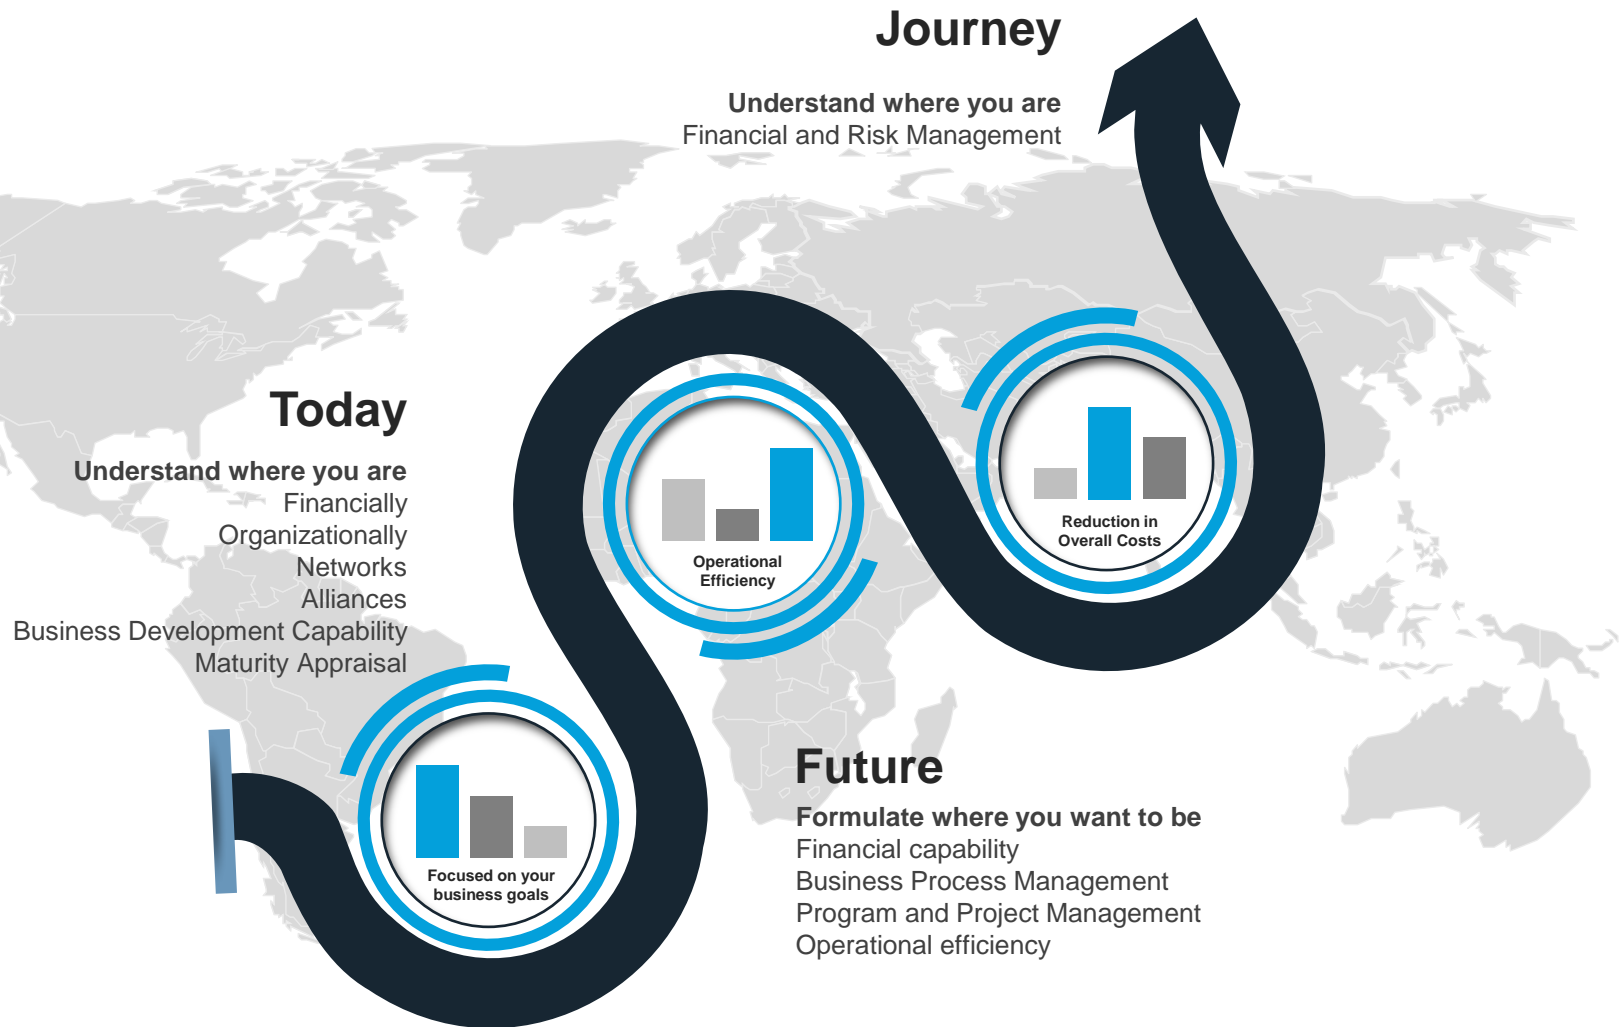 Journey
Understand where you are
Financial and Risk Management
Today
Understand where you are
Financially
Organizationally
Networks
Alliances
Business Development Capability
Maturity Appraisal
Operational
Efficiency
Reduction in
Overall Costs
Focused on your
business goals
Future
Formulate where you want to be
Financial capability
Business Process Management
Program and Project Management
Operational efficiency